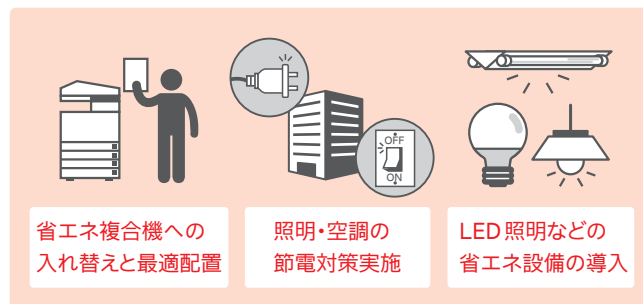 OFF
ON
省エネ複合機への
入れ替えと最適配置
照明・空調の
節電対策実施
LED照明などの
省エネ設備の導入